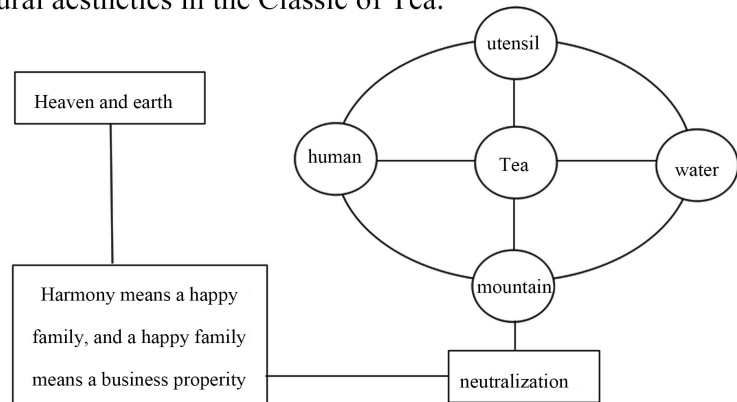 ural aesthetics in the Classic of Tea.
utensil
Heaven and earth
human
Tea
water
mountain
Harmony means a happy
family, and a happy family
means a business properity
neutralization